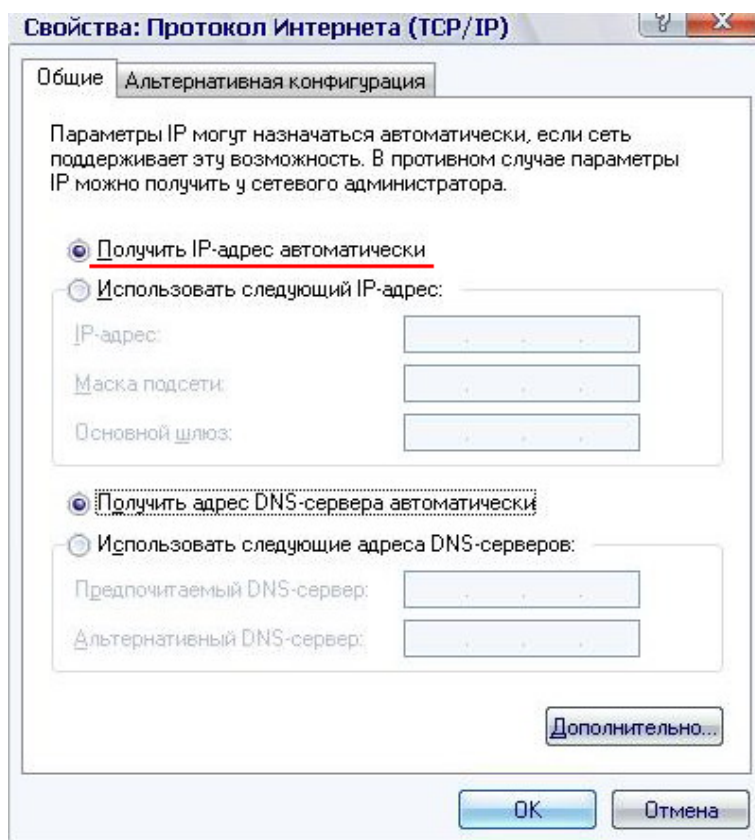 Свойства: Протокол Интернета (TCP/IP)
Общие
Альтернативная конфигурация
Параметры IP могут назначаться автоматически, если сеть
поддерживает эту возможность. В противном случае параметры
IP можно получить у сетевого администратора.
Получить IP-адрес автоматически
Использовать следующий IP-адрес:
IP-адрес:
Маска подсети:
Основной шлюз:
Получить адрес DNS-сервера автоматически
Использовать следующие адреса DNS-серверов:
Предпочитаемый DNS-сервер:
Альтернативный DNS-сервер:
Дополнительно...
OK
Отмена